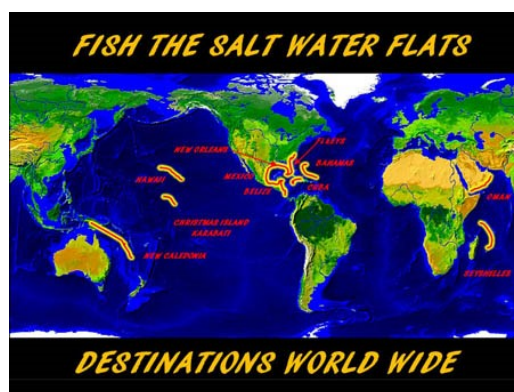 FISH THE SALT WATER FLATS
NEW ORLEANS
BAHAMAS
HAWAII
MEXICO
BELIZE
CUBA
OMAN
CHRISTMAS ISLAND
KARABATI
NEW CALEDONIA
SEYCHELLES
DESTINATIONS WORLD WIDE